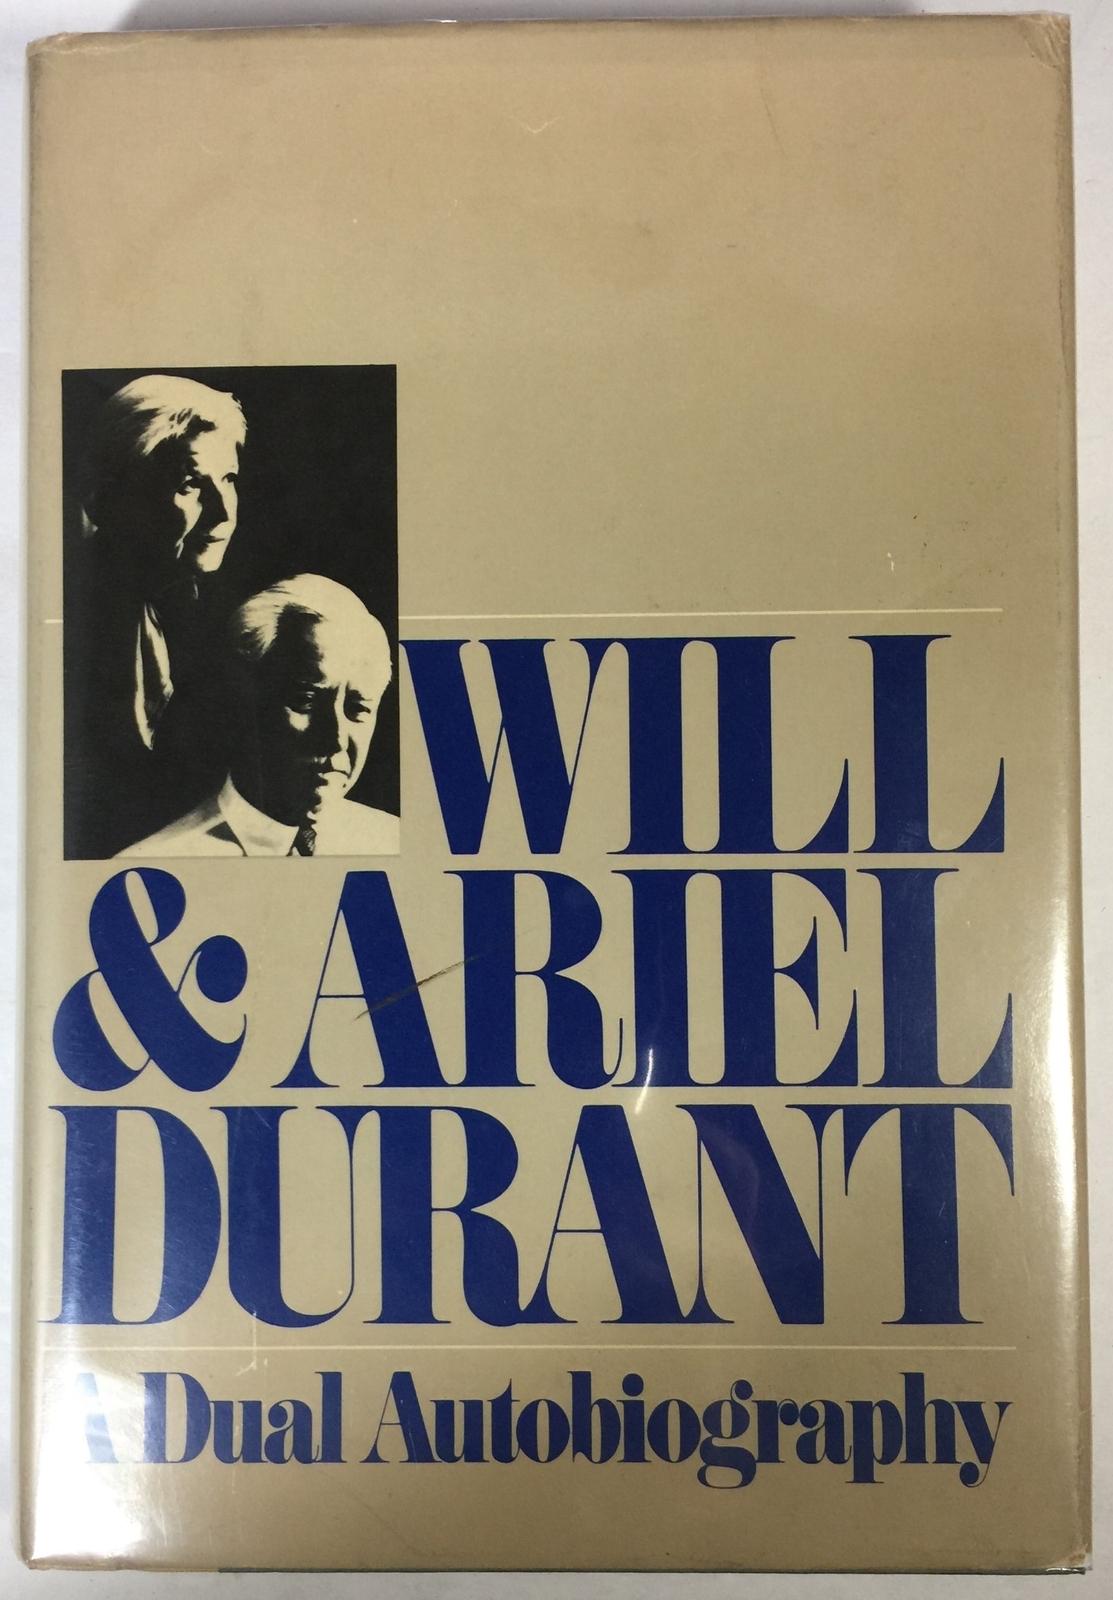 WILL
& ARIEL
DURANT
A Dual Autobiography